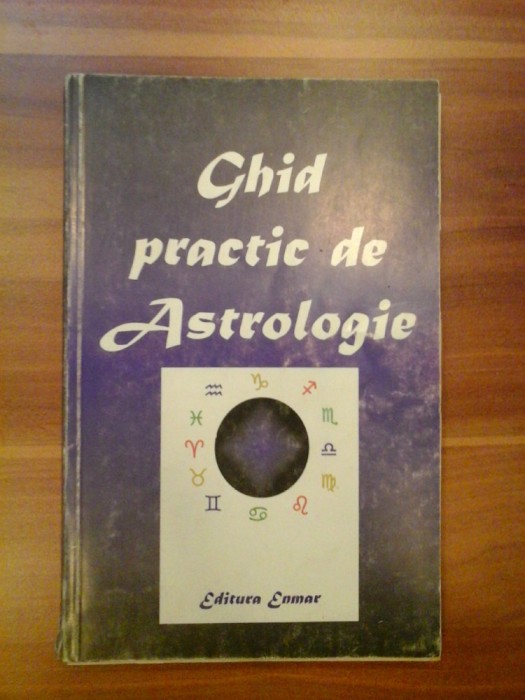 Ghid
practic de
Astrologie
♑
♒ ♐
♓ ♏
♈ ♎
♉ ♍
♊ ♌
♋
Editura Enmar